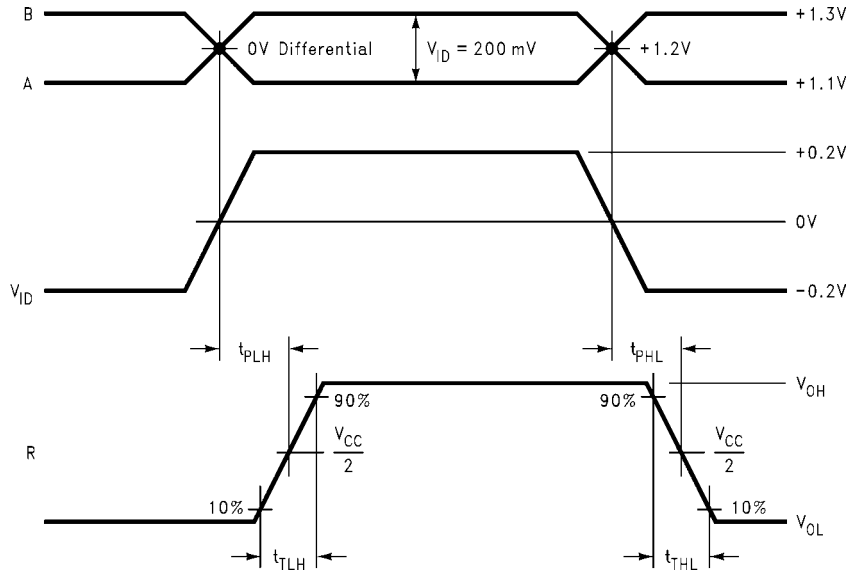 B
+1.3V
0V Differential
V_ID = 200 mV
+1.2V
A
+1.1V
+0.2V
0V
V_ID
−0.2V
t_PLH
t_PHL
V_OH
90%
90%
R
V_CC
2
V_CC
2
10%
10%
V_OL
t_TLH
t_THL